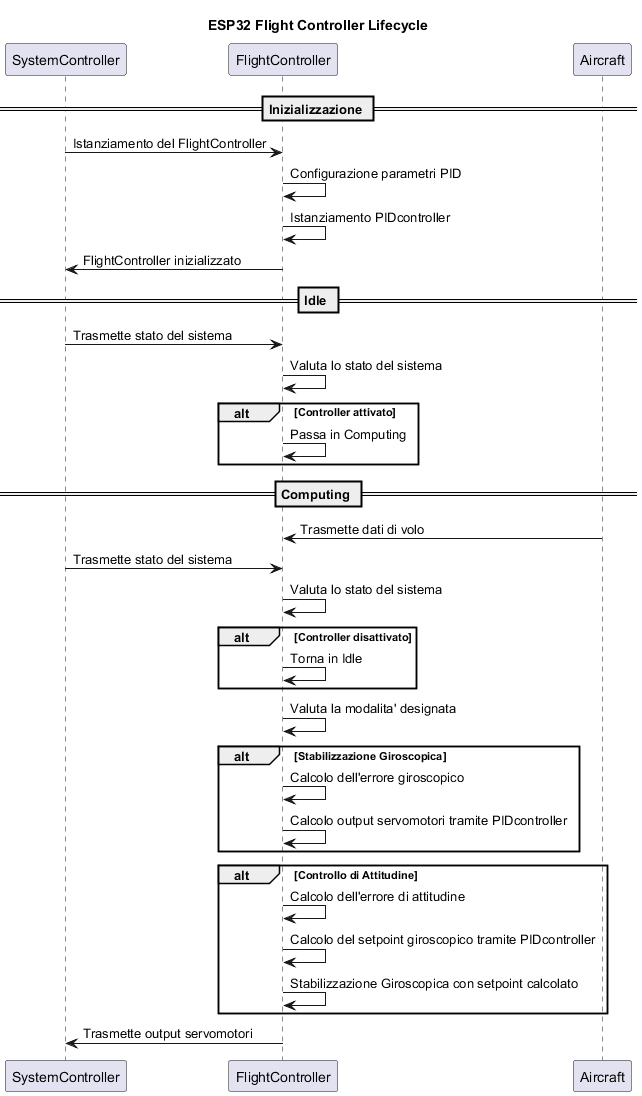 ESP32 Flight Controller Lifecycle
SystemController FlightController Aircraft
Inizializzazione
Istanziamento del FlightController
Configurazione parametri PID
Istanziamento PIDcontroller
FlightController inizializzato
Idle
Trasmette stato del sistema
Valuta lo stato del sistema
alt [Controller attivato]
Passa in Computing
Computing
Trasmette dati di volo
Trasmette stato del sistema
Valuta lo stato del sistema
alt [Controller disattivato]
Torna in Idle
Valuta la modalita' designata
alt [Stabilizzazione Giroscopica]
Calcolo dell'errore giroscopico
Calcolo output servomotori tramite PIDcontroller
alt [Controllo di Attitudine]
Calcolo dell'errore di attitudine
Calcolo del setpoint giroscopico tramite PIDcontroller
Stabilizzazione Giroscopica con setpoint calcolato
Trasmette output servomotori
SystemController FlightController Aircraft